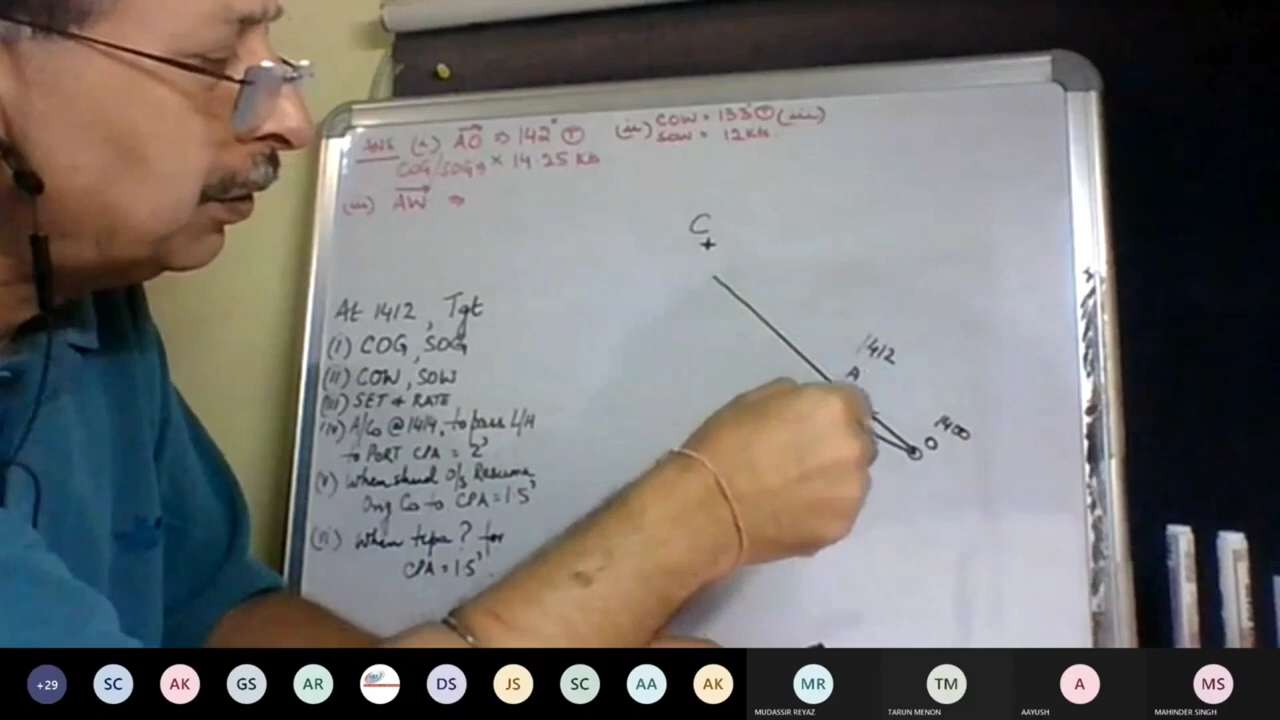 ANS (i) AO ⇒ 142° (T) (ii) COW = 133° (T) (iii)
COG/SOG, × 14.25 Kn SOW = 12 Kn
(iii) AW ⇒
C
At 1412, Tgt
(i) COG, SOG
(ii) COW, SOW
(iii) SET & RATE
(iv) A/Co @ 1414, to pass L/H
to PORT CPA = 2'
(v) When shud O/S Resume
Org Co to CPA = 1.5'
(vi) When ? for
CPA = 1.5'
1412
A
1400
O
+29 SC AK GS AR DS JS SC AA AK MR TM A MS
MUDASSIR REYAZ TARUN MENON AAYUSH MAHINDER SINGH